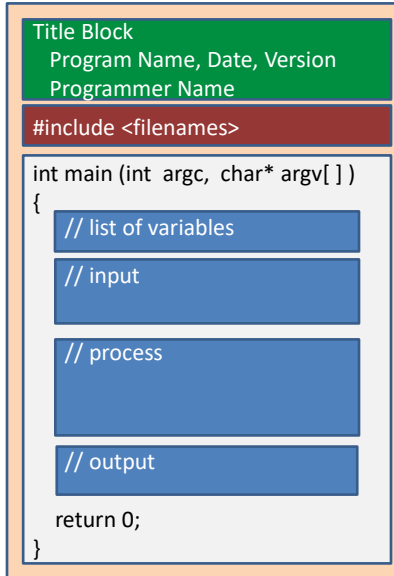 Title Block
Program Name, Date, Version
Programmer Name
#include <filenames>
int main (int argc, char* argv[ ] )
{
// list of variables
// input
// process
// output
return 0;
}